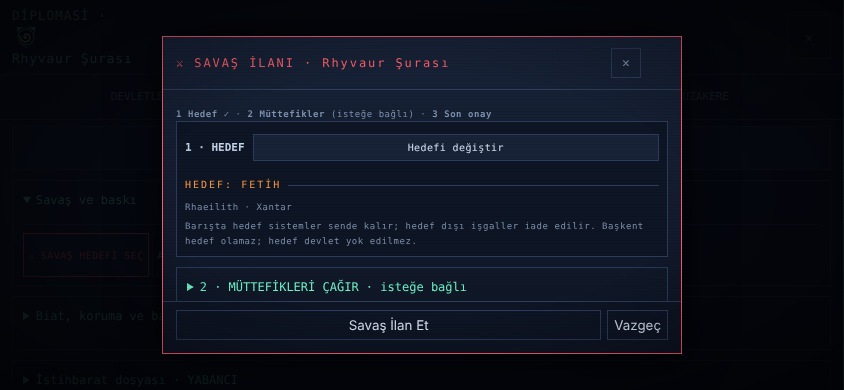 DİPLOMASİ ·
Rhyvaur Şurası
⚔ SAVAŞ İLANI · Rhyvaur Şurası
×
1 Hedef ✓ · 2 Müttefikler (isteğe bağlı) · 3 Son onay
1 · HEDEF
Hedefi değiştir
HEDEF: FETİH
Rhaeilith · Xantar
Barışta hedef sistemler sende kalır; hedef dışı işgaller iade edilir. Başkent
hedef olamaz; hedef devlet yok edilmez.
▶ 2 · MÜTTEFİKLERİ ÇAĞIR · isteğe bağlı
Savaş İlan Et
Vazgeç
▼ Savaş ve baskı
SAVAŞ HEDEFİ SEÇ
▶ Biat, koruma ve
▶ İstihbarat dosyası · YABANCI